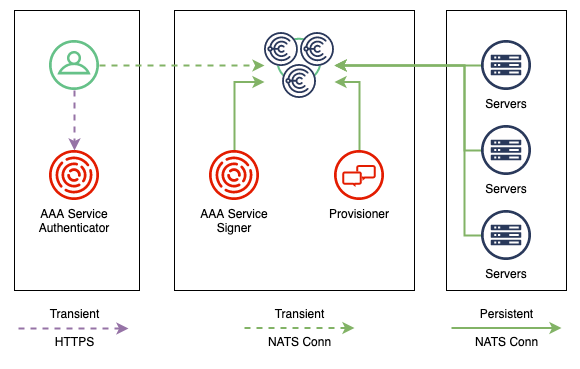 Servers
Servers
AAA Service
Authenticator
AAA Service
Signer
Provisioner
Servers
Transient
HTTPS
Transient
NATS Conn
Persistent
NATS Conn